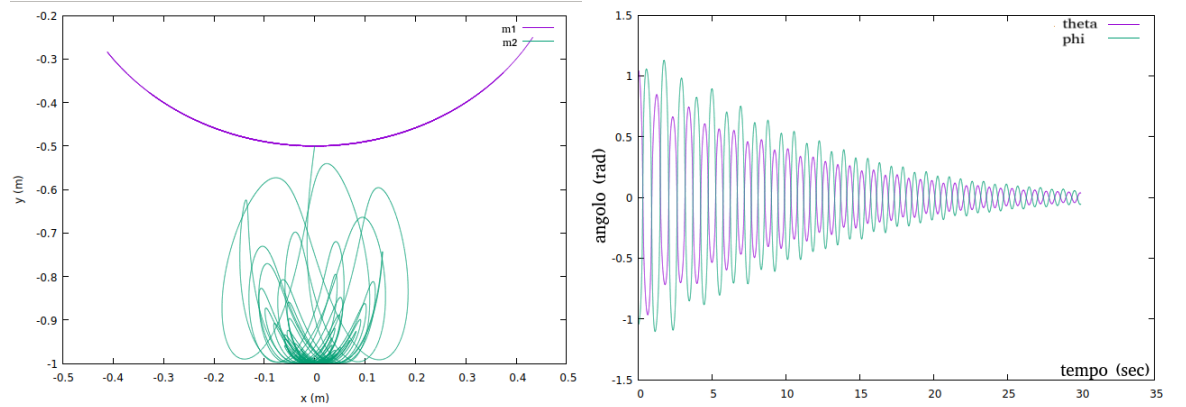 -0.2
m1
m2
-0.3
-0.4
-0.5
y (m)
-0.6
-0.7
-0.8
-0.9
-1
-0.5 -0.4 -0.3 -0.2 -0.1 0 0.1 0.2 0.3 0.4 0.5
x (m)
1.5
theta
phi
1
0.5
angolo (rad)
0
-0.5
-1
tempo (sec)
-1.5
0 5 10 15 20 25 30 35